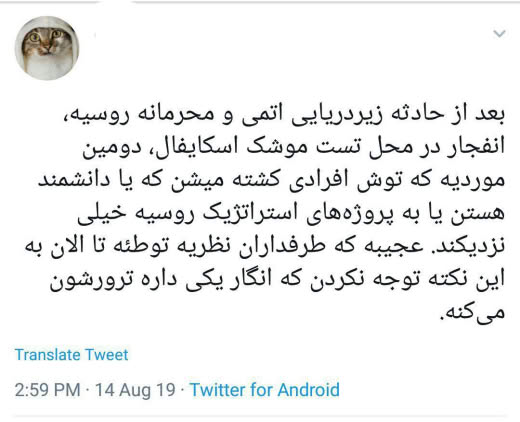 بعد از حادثه زیردریایی اتمی و محرمانه روسیه،
انفجار در محل تست موشک اسکایفال، دومین
موردیه که توش افرادی کشته میشن که یا دانشمند
هستن یا به پروژه‌های استراتژیک روسیه خیلی
نزدیکند. عجیبه که طرفداران نظریه توطئه تا الان به
این نکته توجه نکردن که انگار یکی داره ترورشون
می‌کنه.
Translate Tweet
2:59 PM · 14 Aug 19 · Twitter for Android